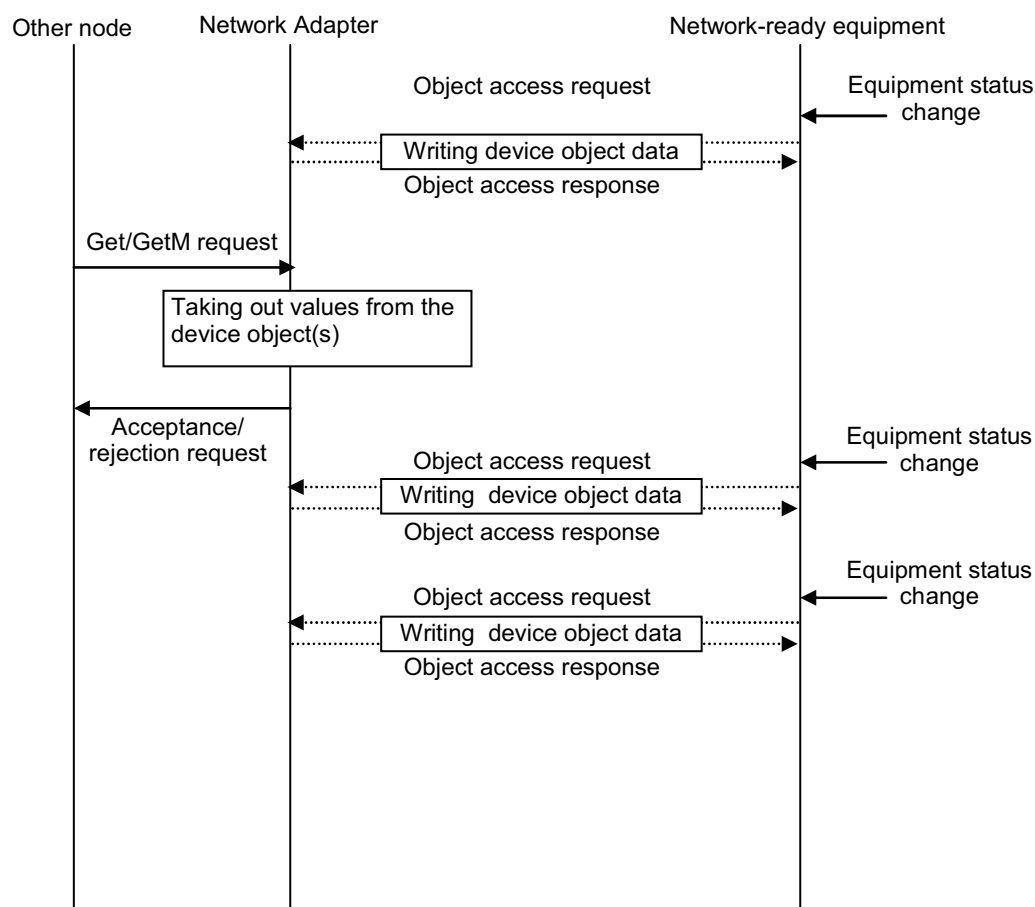 Other node
Network Adapter
Network-ready equipment
Object access request
Equipment status
change
Writing device object data
Object access response
Get/GetM request
Taking out values from the
device object(s)
Acceptance/
rejection request
Equipment status
change
Object access request
Writing  device object data
Object access response
Equipment status
change
Object access request
Writing  device object data
Object access response